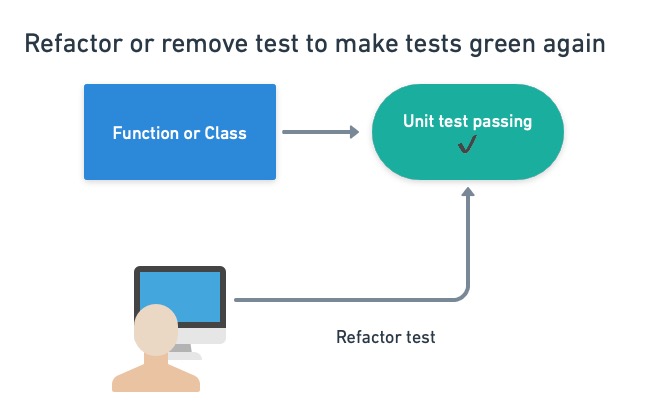 Refactor or remove test to make tests green again
Function or Class
Unit test passing
Refactor test